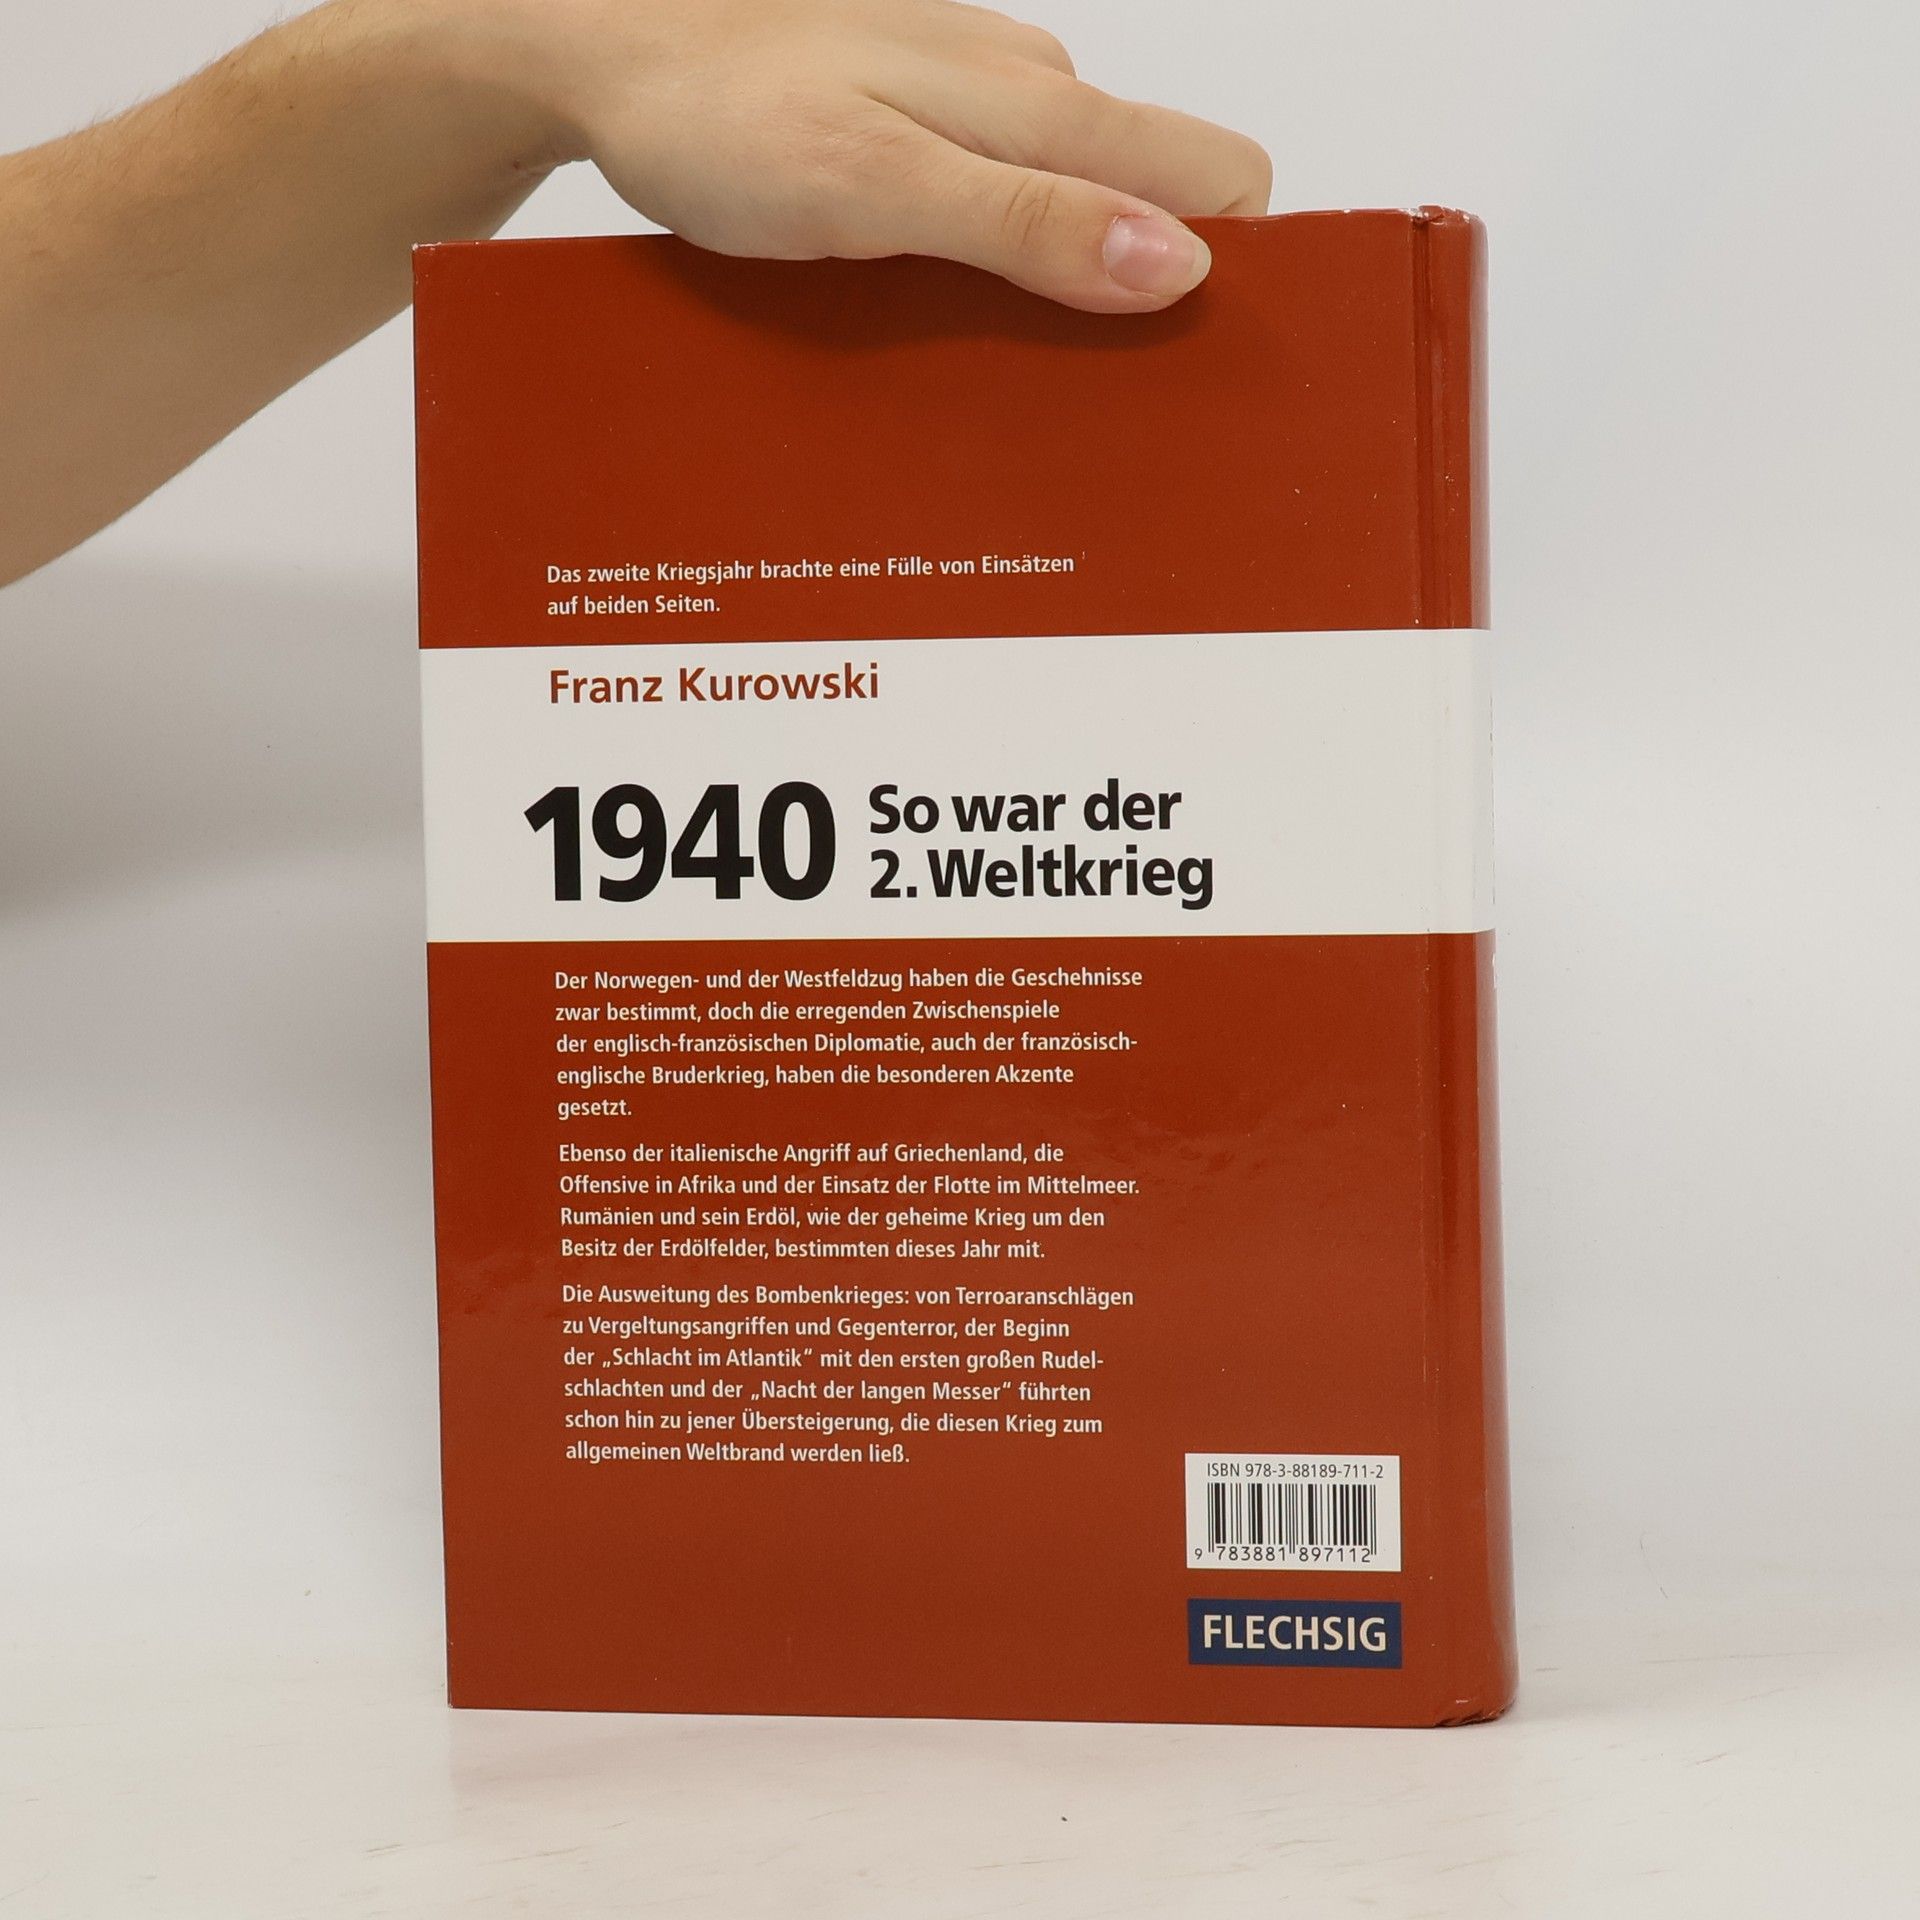 Das zweite Kriegsjahr brachte eine Fülle von Einsätzen
auf beiden Seiten.
Franz Kurowski
1940 So war der
2. Weltkrieg
Der Norwegen- und der Westfeldzug haben die Geschehnisse
zwar bestimmt, doch die erregenden Zwischenspiele
der englisch-französischen Diplomatie, auch der französisch-
englische Bruderkrieg, haben die besonderen Akzente
gesetzt.
Ebenso der italienische Angriff auf Griechenland, die
Offensive in Afrika und der Einsatz der Flotte im Mittelmeer.
Rumänien und sein Erdöl, wie der geheime Krieg um den
Besitz der Erdölfelder, bestimmten dieses Jahr mit.
Die Ausweitung des Bombenkrieges: von Terroaranschlägen
zu Vergeltungsangriffen und Gegenterror, der Beginn
der „Schlacht im Atlantik“ mit den ersten großen Rudel-
schlachten und der „Nacht der langen Messer“ führten
schon hin zu jener Übersteigerung, die diesen Krieg zum
allgemeinen Weltbrand werden ließ.
ISBN 978-3-88189-711-2
9 783881 897112
FLECHSIG